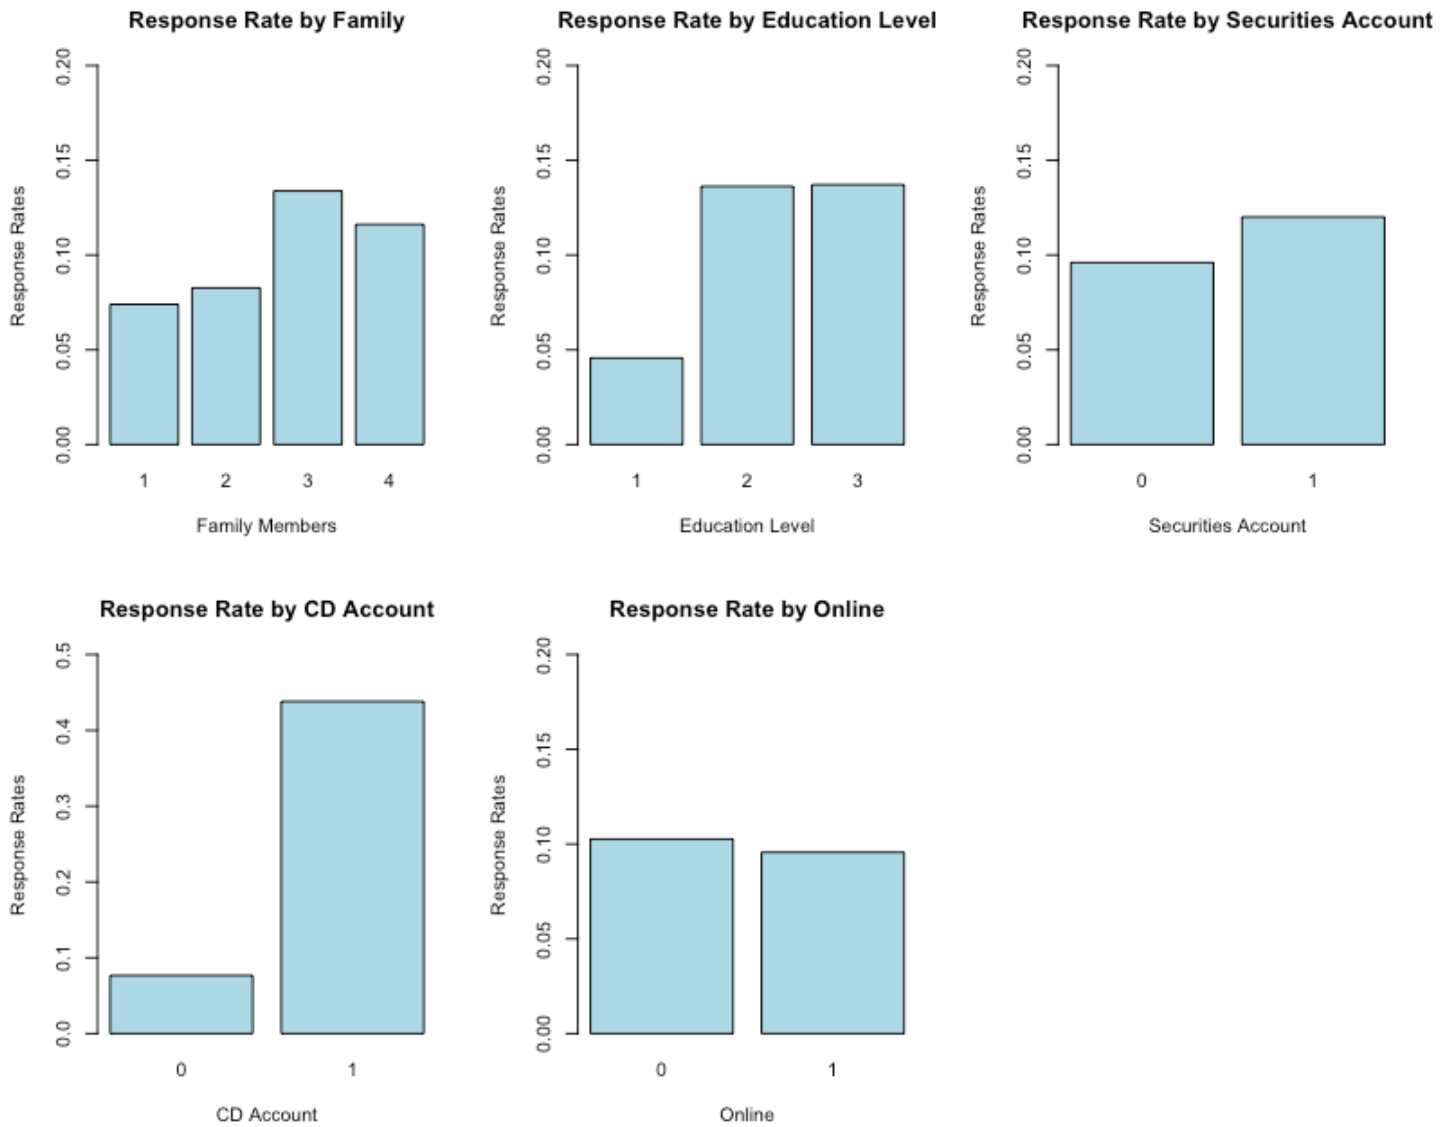 Response Rate by Family
Response Rates
0.20
0.15
0.10
0.05
0.00
1 2 3 4
Family Members
Response Rate by Education Level
Response Rates
0.20
0.15
0.10
0.05
0.00
1 2 3
Education Level
Response Rate by Securities Account
Response Rates
0.20
0.15
0.10
0.05
0.00
0 1
Securities Account
Response Rate by CD Account
Response Rates
0.5
0.4
0.3
0.2
0.1
0.0
0 1
CD Account
Response Rate by Online
Response Rates
0.20
0.15
0.10
0.05
0.00
0 1
Online